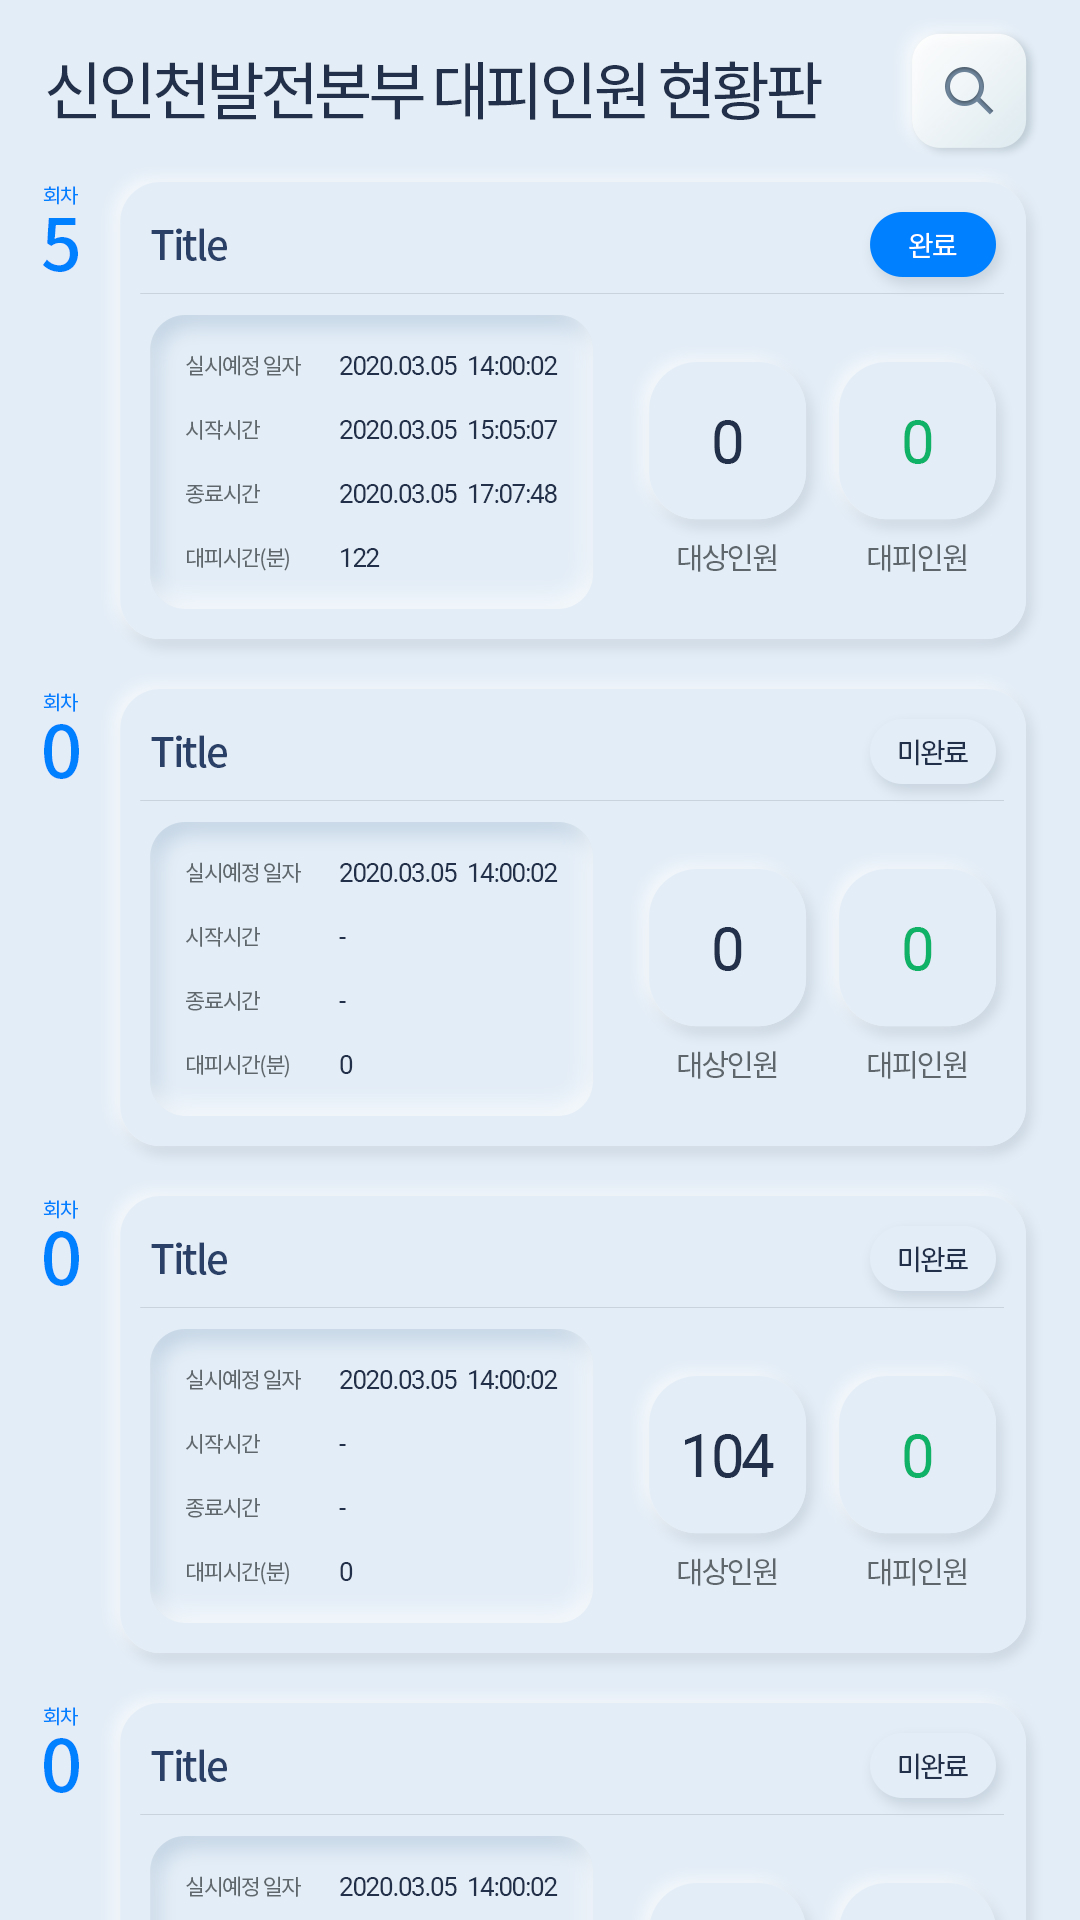 신인천발전본부 대피인원 현황판
회차
5
Title
완료
실시예정 일자 2020.03.05 14:00:02
시작시간 2020.03.05 15:05:07
종료시간 2020.03.05 17:07:48
대피시간(분) 122
0
대상인원
0
대피인원
회차
0
Title
미완료
실시예정 일자 2020.03.05 14:00:02
시작시간 -
종료시간 -
대피시간(분) 0
0
대상인원
0
대피인원
회차
0
Title
미완료
실시예정 일자 2020.03.05 14:00:02
시작시간 -
종료시간 -
대피시간(분) 0
104
대상인원
0
대피인원
회차
0
Title
미완료
실시예정 일자 2020.03.05 14:00:02